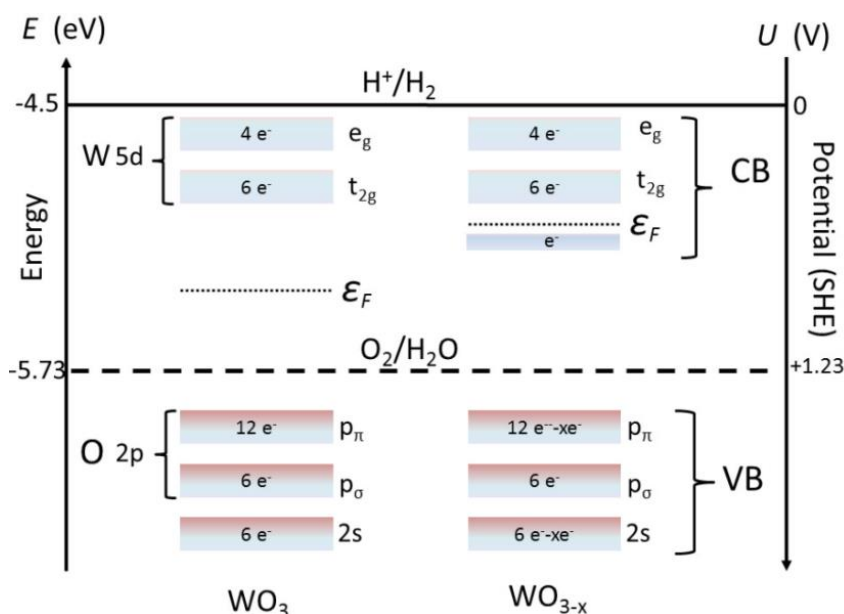 E (eV)
U (V)
H⁺/H₂
-4.5
0
4 e⁻
e_g
4 e⁻
e_g
W 5d
CB
6 e⁻
t₂g
6 e⁻
t₂g
ε_F
e⁻
ε_F
Energy
Potential (SHE)
O₂/H₂O
-5.73
+1.23
12 e⁻
p_π
12 e⁻-xe⁻
p_π
O 2p
VB
6 e⁻
p_σ
6 e⁻
p_σ
6 e⁻
2s
6 e⁻-xe⁻
2s
WO₃
WO₃₋ₓ